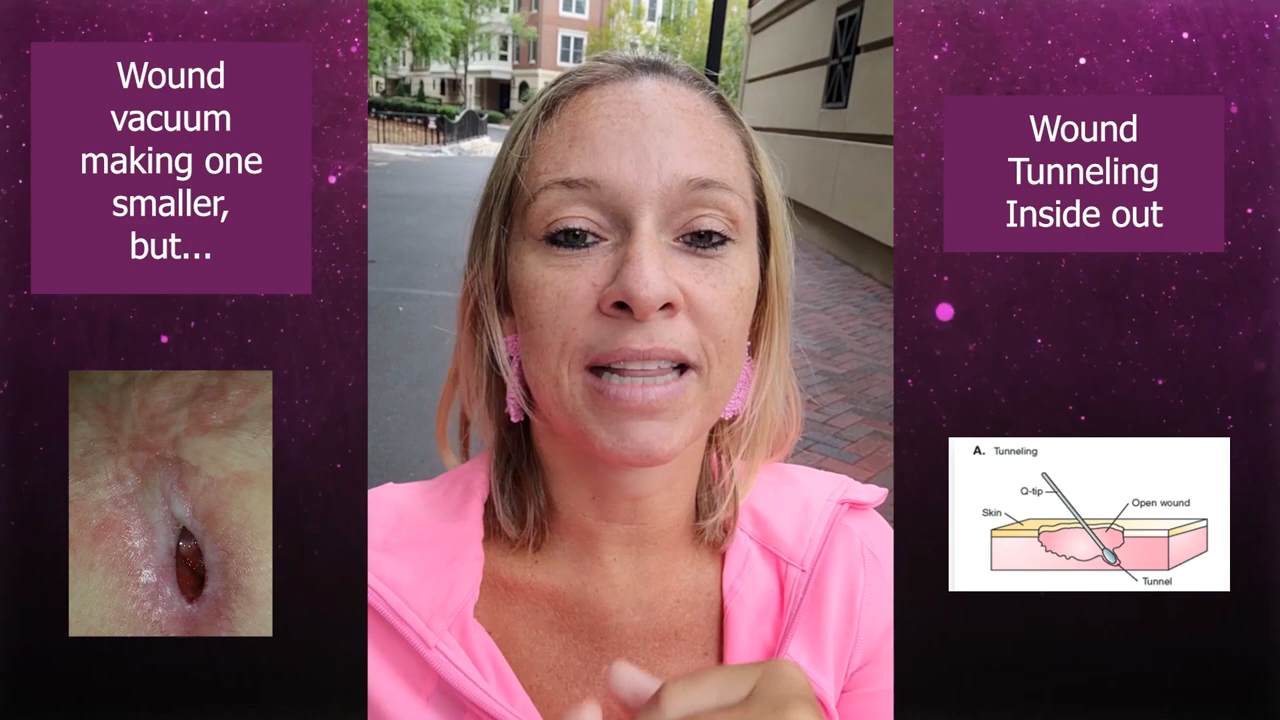 Wound
vacuum
making one
smaller,
but...
Wound
Tunneling
Inside out
A. Tunneling
Q-tip
Open wound
Skin
Tunnel